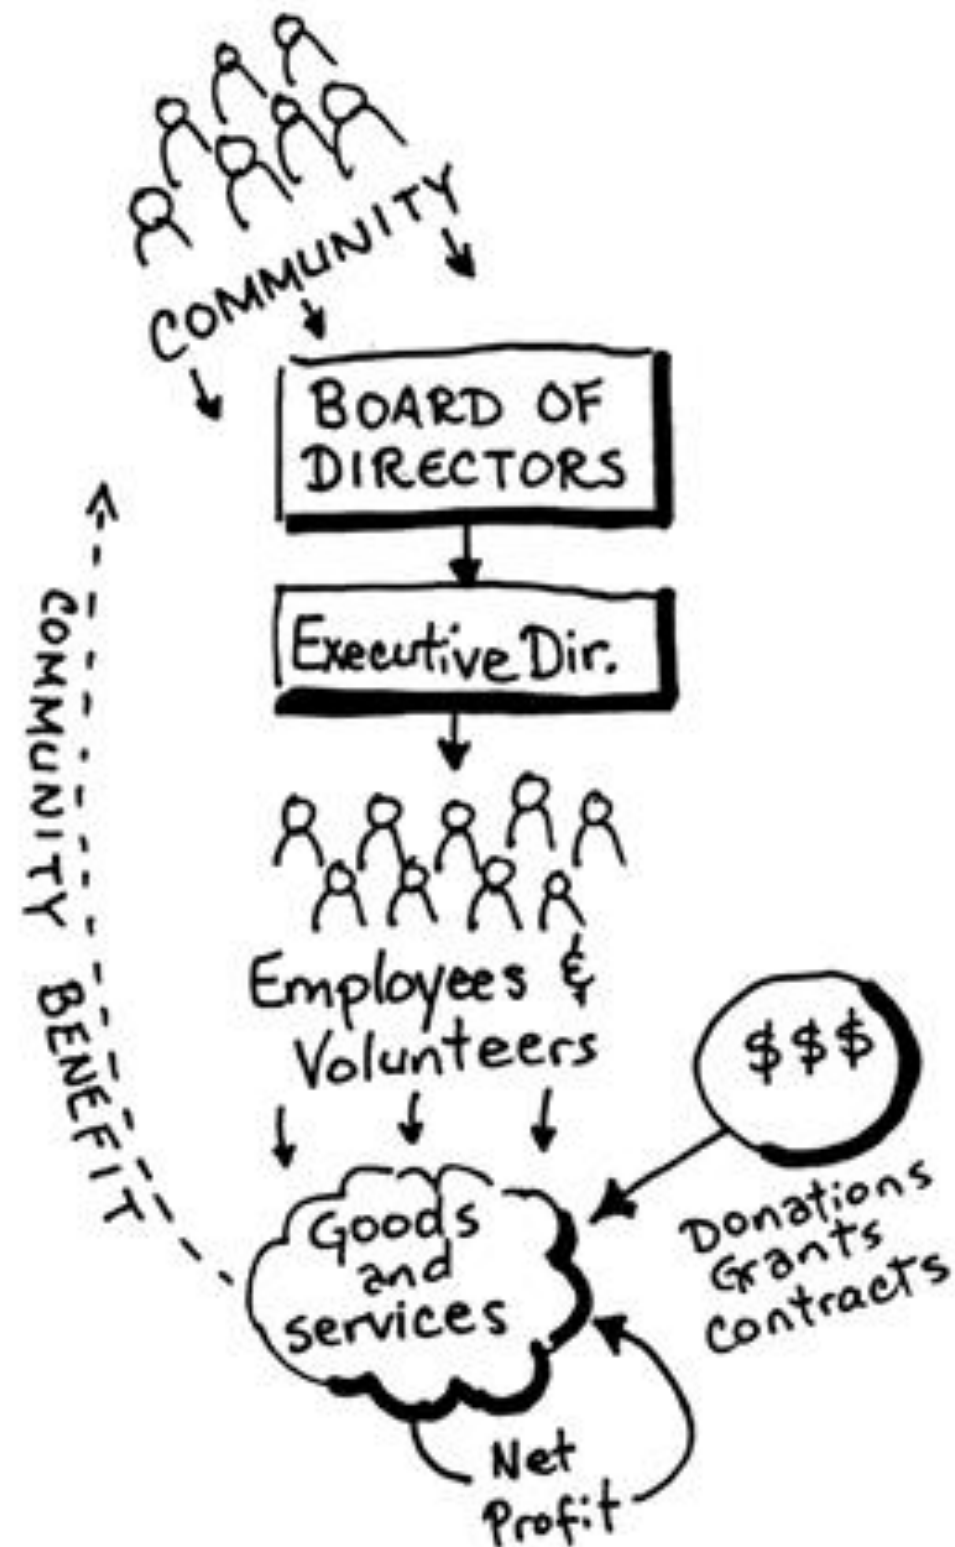 COMMUNITY
BOARD OF
DIRECTORS
Executive Dir.
COMMUNITY BENEFIT
Employees &
Volunteers
$$$
Donations
Grants
Contracts
Goods
and
services
Net
Profit